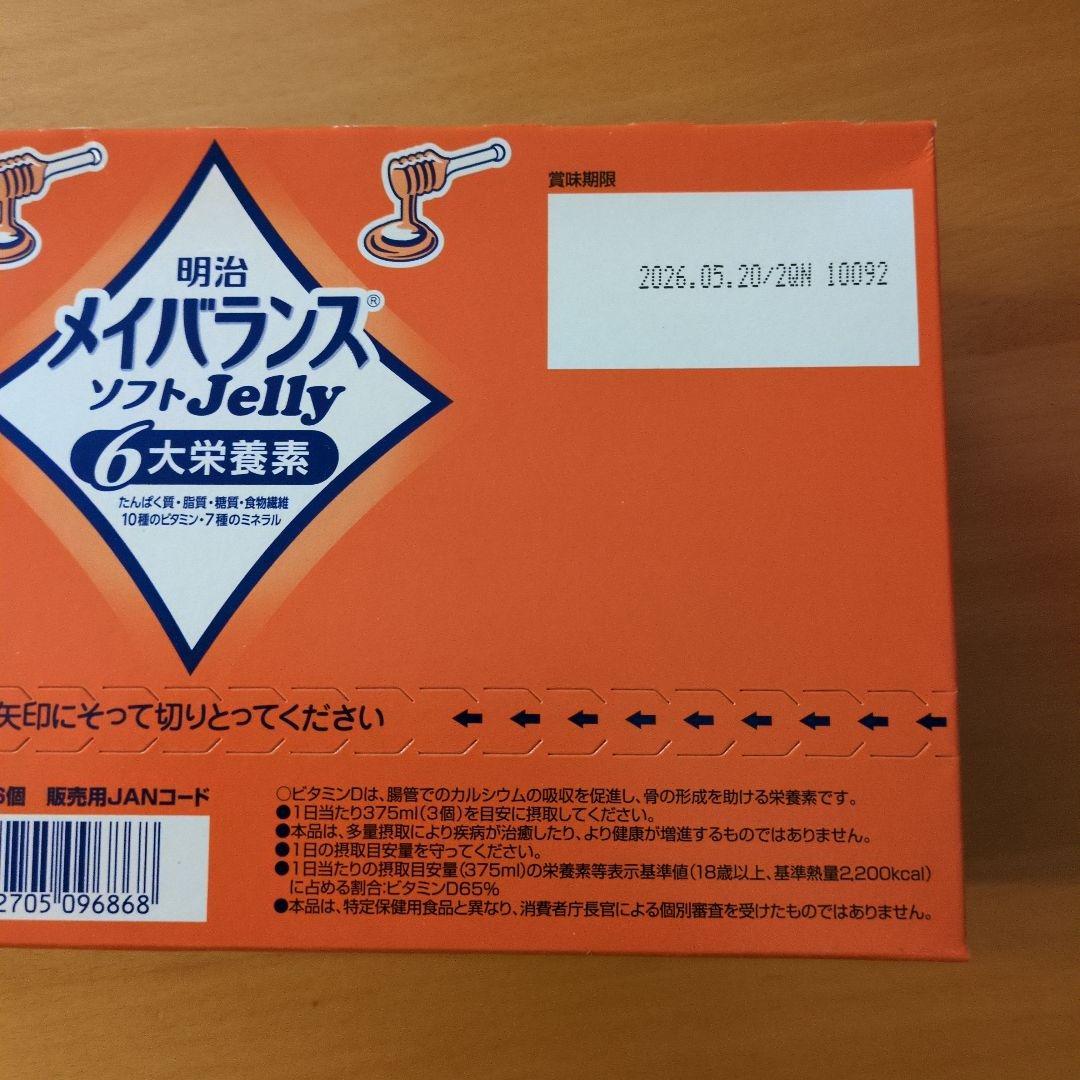 賞味期限
2026.05.20/2QN 10092
明治
メイバランス®
ソフトJelly
6大栄養素
たんぱく質・脂質・糖質・食物繊維
10種のビタミン・7種のミネラル
矢印にそって切りとってください
6個 販売用JANコード
2705 096868
○ビタミンDは、腸管でのカルシウムの吸収を促進し、骨の形成を助ける栄養素です。
●1日当たり375ml(3個)を目安に摂取してください。
●本品は、多量摂取により疾病が治癒したり、より健康が増進するものではありません。
●1日の摂取目安量を守ってください。
●1日当たりの摂取目安量(375ml)の栄養素等表示基準値(18歳以上、基準熱量2,200kcal)
に占める割合:ビタミンD65%
●本品は、特定保健用食品と異なり、消費者庁長官による個別審査を受けたものではありません。